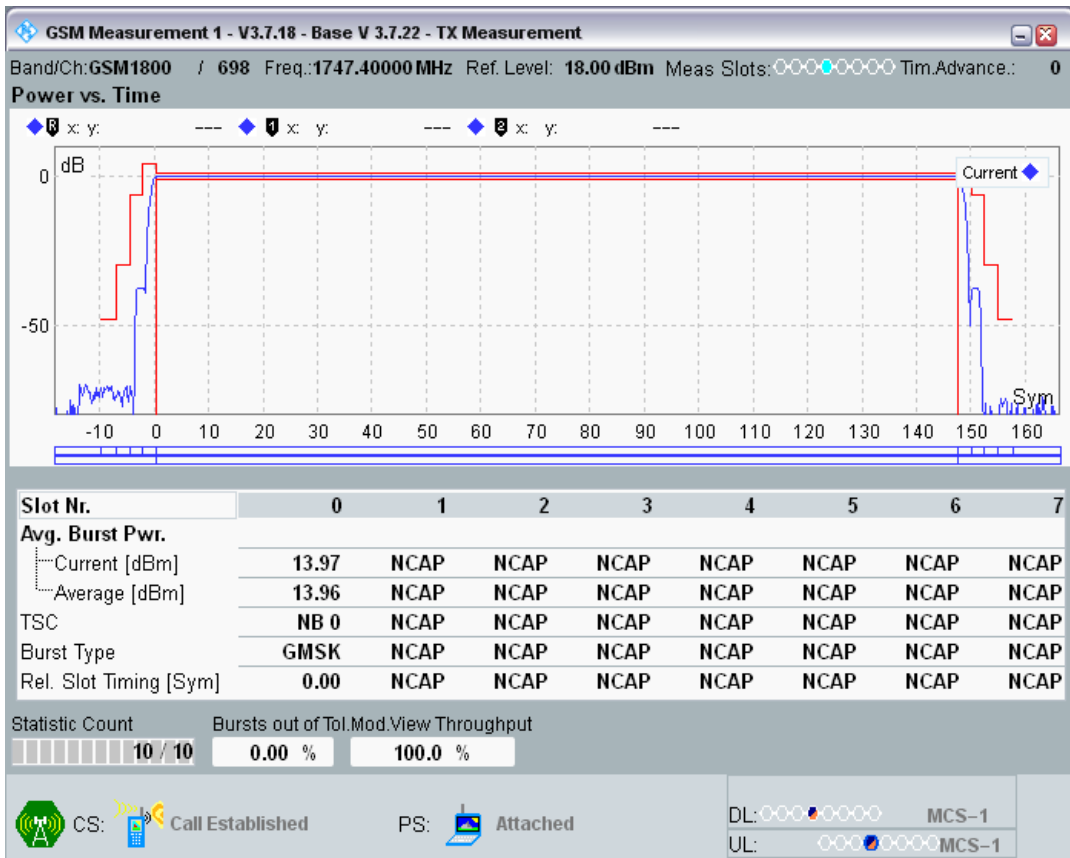 GSM Measurement 1 - V3.7.18 - Base V 3.7.22 - TX Measurement
Band/Ch:GSM1800 / 698 Freq.:1747.40000 MHz Ref. Level: 18.00 dBm Meas Slots: Tim.Advance.: 0
Power vs. Time
R x: y: --- 1 x: y: --- 2 x: y: ---
dB
Current
0
-50
Sym
-10 0 10 20 30 40 50 60 70 80 90 100 110 120 130 140 150 160
Slot Nr. 0 1 2 3 4 5 6 7
Avg. Burst Pwr.
Current [dBm] 13.97 NCAP NCAP NCAP NCAP NCAP NCAP NCAP
Average [dBm] 13.96 NCAP NCAP NCAP NCAP NCAP NCAP NCAP
TSC NB 0 NCAP NCAP NCAP NCAP NCAP NCAP NCAP
Burst Type GMSK NCAP NCAP NCAP NCAP NCAP NCAP NCAP
Rel. Slot Timing [Sym] 0.00 NCAP NCAP NCAP NCAP NCAP NCAP NCAP
Statistic Count Bursts out of Tol.Mod.View Throughput
10 / 10 0.00 % 100.0 %
CS: Call Established PS: Attached
DL: MCS-1
UL: MCS-1